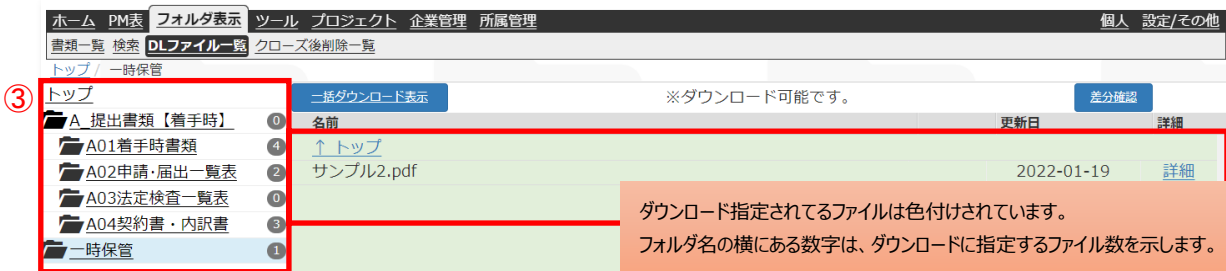 ホーム PM表 フォルダ表示 ツール プロジェクト 企業管理 所属管理 個人 設定/その他
書類一覧 検索 DLファイル一覧 クローズ後削除一覧
トップ / 一時保管
③
トップ
A_提出書類【着手時】 0
A01着手時書類 4
A02申請・届出一覧表 2
A03法定検査一覧表 0
A04契約書・内訳書 3
一時保管 1
一括ダウンロード表示 ※ダウンロード可能です。 差分確認
名前 更新日 詳細
↑ トップ
サンプル2.pdf 2022-01-19 詳細
ダウンロード指定されてるファイルは色付けされています。
フォルダ名の横にある数字は、ダウンロードに指定するファイル数を示します。